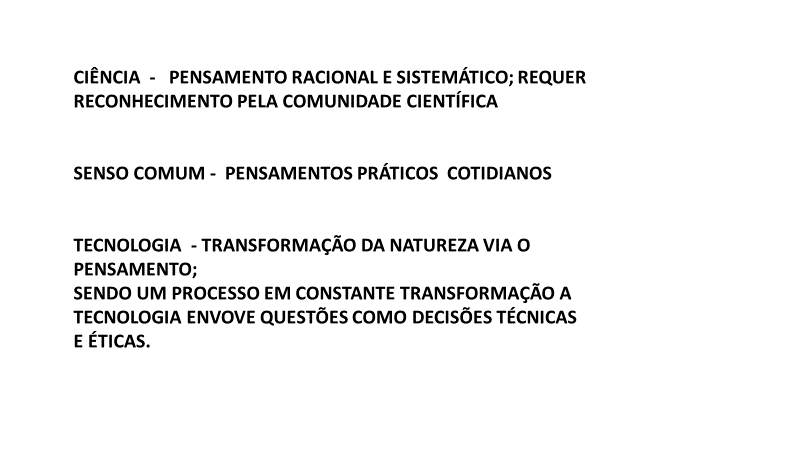 CIÊNCIA - PENSAMENTO RACIONAL E SISTEMÁTICO; REQUER
RECONHECIMENTO PELA COMUNIDADE CIENTÍFICA
SENSO COMUM - PENSAMENTOS PRÁTICOS COTIDIANOS
TECNOLOGIA - TRANSFORMAÇÃO DA NATUREZA VIA O
PENSAMENTO;
SENDO UM PROCESSO EM CONSTANTE TRANSFORMAÇÃO A
TECNOLOGIA ENVOVE QUESTÕES COMO DECISÕES TÉCNICAS
E ÉTICAS.